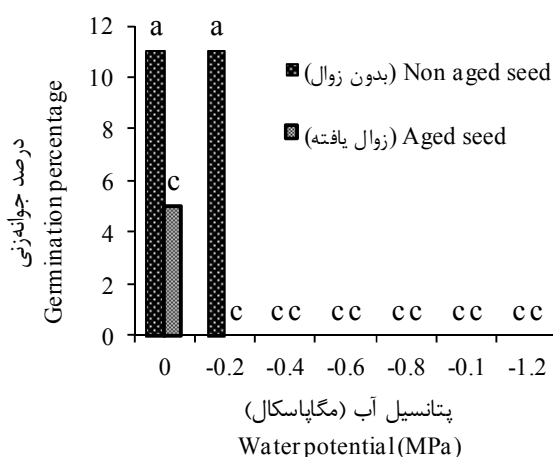 12
10
8
6
4
2
0
درصد جوانه‌زنی
Germination percentage
a
a
c
c
c c
c c
c c
c c
c c
(بدون زوال) Non aged seed
(زوال یافته) Aged seed
0 -0.2 -0.4 -0.6 -0.8 -0.1 -1.2
پتانسیل آب (مگاپاسکال)
Water potential (MPa)